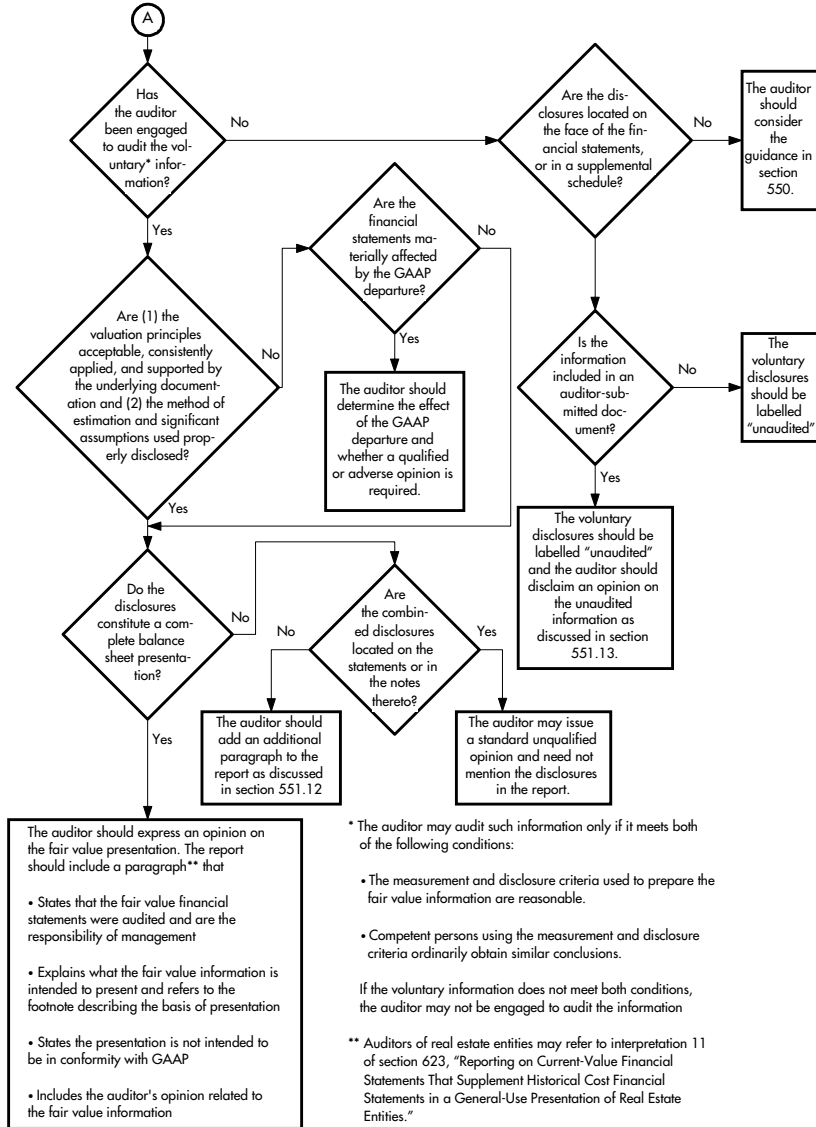 A
Has
the auditor
been engaged
to audit the vol-
untary* infor-
mation?
No
Yes
Are the dis-
closures located on
the face of the fin-
ancial statements,
or in a supplemental
schedule?
No
The auditor
should
consider
the
guidance in
section
550.
Are the
financial
statements ma-
terially affected
by the GAAP
departure?
No
Yes
Are (1) the
valuation principles
acceptable, consistently
applied, and supported by
the underlying document-
ation and (2) the method of
estimation and significant
assumptions used prop-
erly disclosed?
No
Yes
The auditor should
determine the effect
of the GAAP
departure and
whether a qualified
or adverse opinion is
required.
Is the
information
included in an
auditor-submit-
ted doc-
ument?
No
Yes
The
voluntary
disclosures
should be
labelled
“unaudited”
The voluntary
disclosures should be
labelled “unaudited”
and the auditor should
disclaim an opinion on
the unaudited
information as
discussed in section
551.13.
Do the
disclosures
constitute a com-
plete balance
sheet presenta-
tion?
No
Yes
Are
the combin-
ed disclosures
located on the
statements or in
the notes
thereto?
No
Yes
The auditor should
add an additional
paragraph to the
report as discussed
in section 551.12
The auditor may issue
a standard unqualified
opinion and need not
mention the disclosures
in the report.
The auditor should express an opinion on
the fair value presentation. The report
should include a paragraph** that
• States that the fair value financial
statements were audited and are the
responsibility of management
• Explains what the fair value information is
intended to present and refers to the
footnote describing the basis of presentation
• States the presentation is not intended to
be in conformity with GAAP
• Includes the auditor's opinion related to
the fair value information
* The auditor may audit such information only if it meets both
of the following conditions:
• The measurement and disclosure criteria used to prepare the
fair value information are reasonable.
• Competent persons using the measurement and disclosure
criteria ordinarily obtain similar conclusions.
If the voluntary information does not meet both conditions,
the auditor may not be engaged to audit the information
** Auditors of real estate entities may refer to interpretation 11
of section 623, “Reporting on Current-Value Financial
Statements That Supplement Historical Cost Financial
Statements in a General-Use Presentation of Real Estate
Entities.”